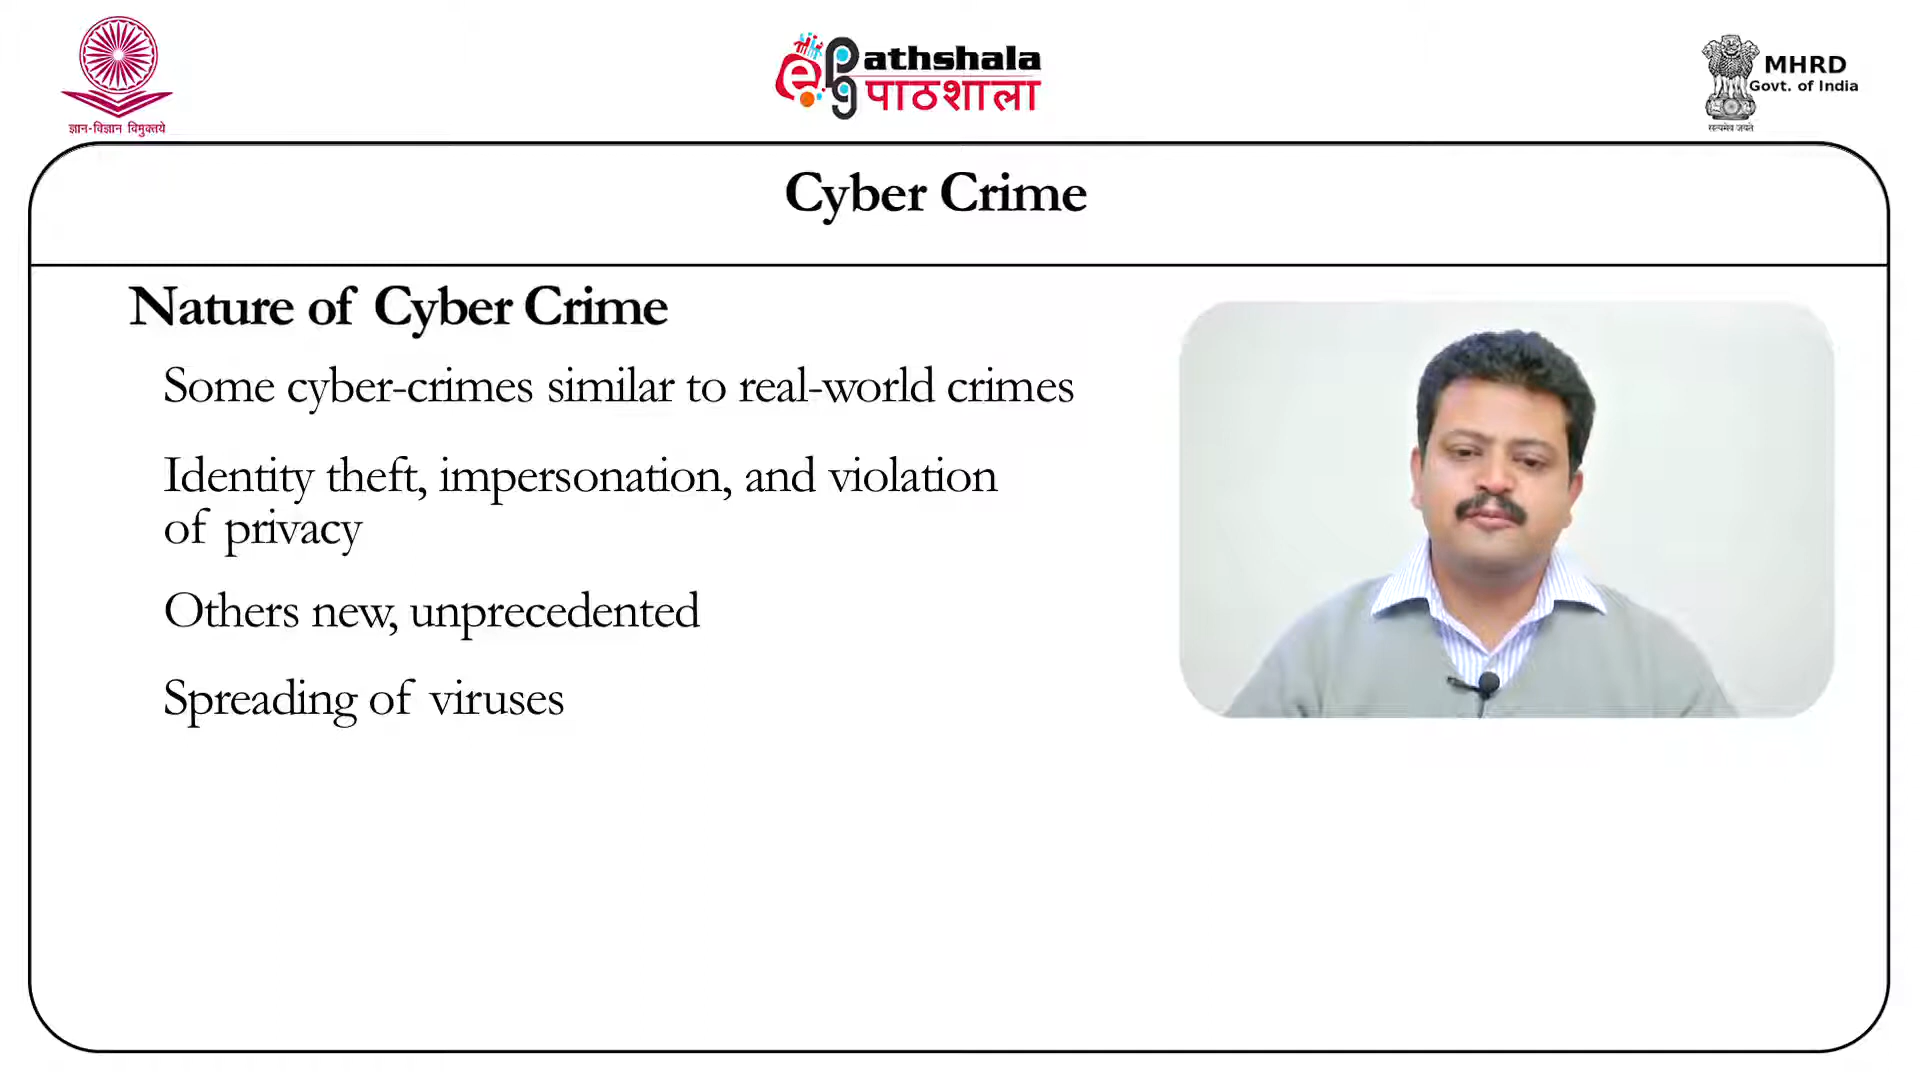 ePG
athshala
पाठशाला
MHRD
Govt. of India
ज्ञान-विज्ञान विमुक्तये
सत्यमेव जयते
Cyber Crime
Nature of Cyber Crime
Some cyber-crimes similar to real-world crimes
Identity theft, impersonation, and violation
of privacy
Others new, unprecedented
Spreading of viruses